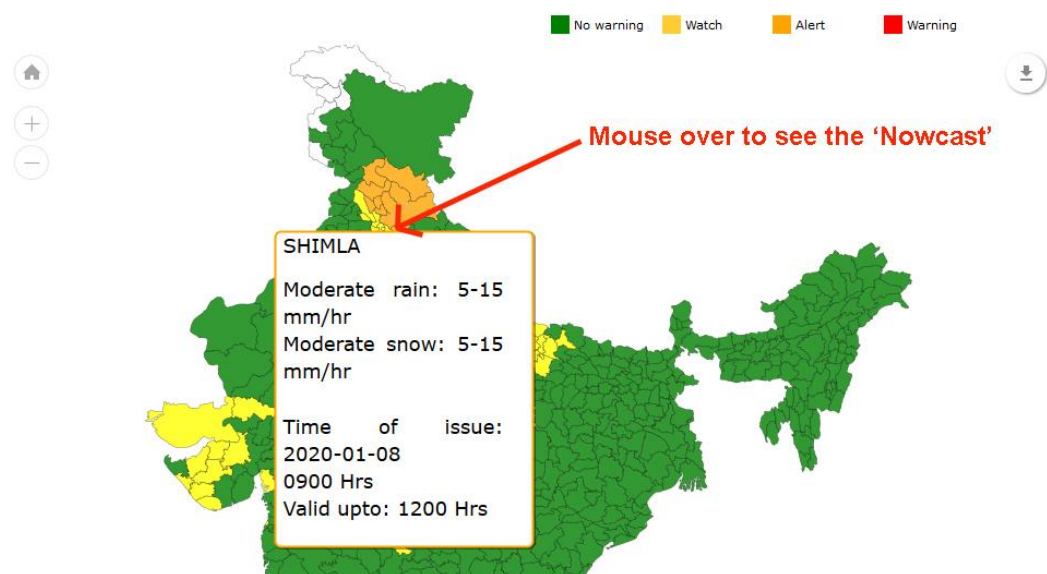 No warning Watch Alert Warning
Mouse over to see the ‘Nowcast’
SHIMLA
Moderate rain: 5-15
mm/hr
Moderate snow: 5-15
mm/hr
Time of issue:
2020-01-08
0900 Hrs
Valid upto: 1200 Hrs